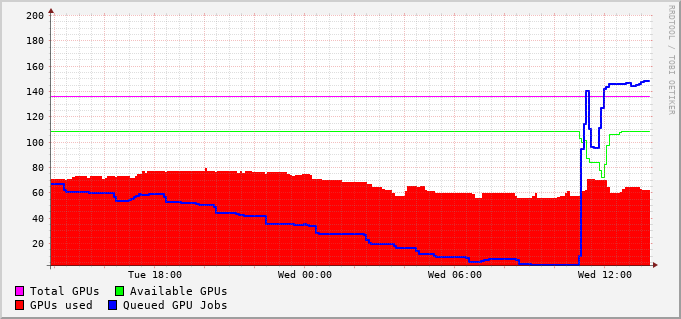 200
180
160
140
120
100
80
60
40
20
Tue 18:00 Wed 00:00 Wed 06:00 Wed 12:00
Total GPUs Available GPUs
GPUs used Queued GPU Jobs
RRDTOOL / TOBI OETIKER